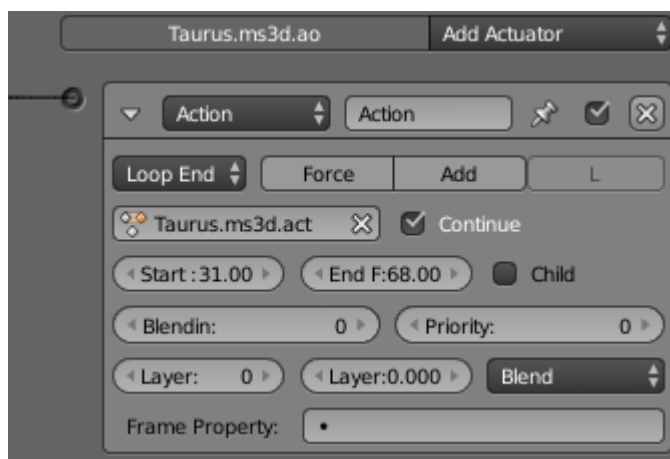 Taurus.ms3d.ao Add Actuator
Action Action
Loop End Force Add L
Taurus.ms3d.act Continue
Start :31.00 End F:68.00 Child
Blendin: 0 Priority: 0
Layer: 0 Layer:0.000 Blend
Frame Property: